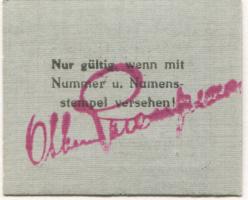 Nur gültig, wenn mit
Nummer u. Namens-
stempel versehen!